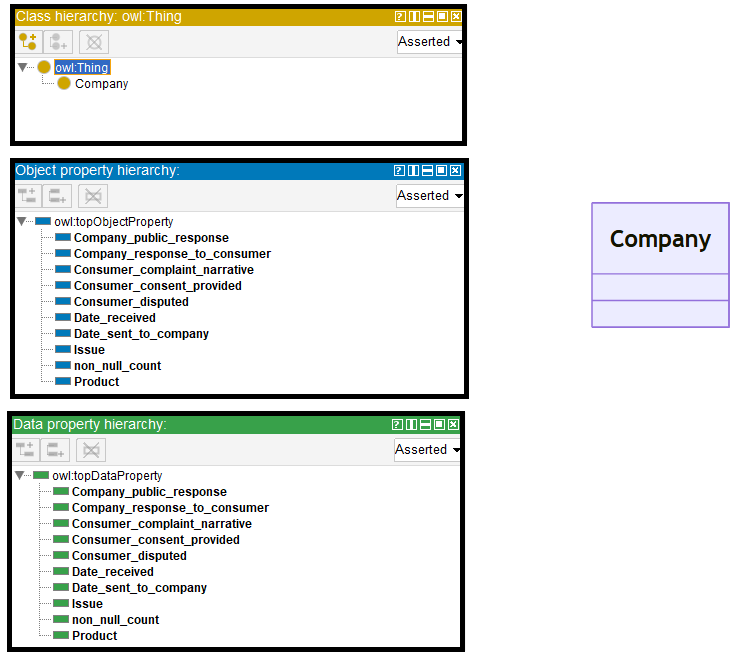 Class hierarchy: owl:Thing
Asserted
owl:Thing
Company
Object property hierarchy:
Asserted
owl:topObjectProperty
Company_public_response
Company_response_to_consumer
Consumer_complaint_narrative
Consumer_consent_provided
Consumer_disputed
Date_received
Date_sent_to_company
Issue
non_null_count
Product
Data property hierarchy:
Asserted
owl:topDataProperty
Company_public_response
Company_response_to_consumer
Consumer_complaint_narrative
Consumer_consent_provided
Consumer_disputed
Date_received
Date_sent_to_company
Issue
non_null_count
Product
Company